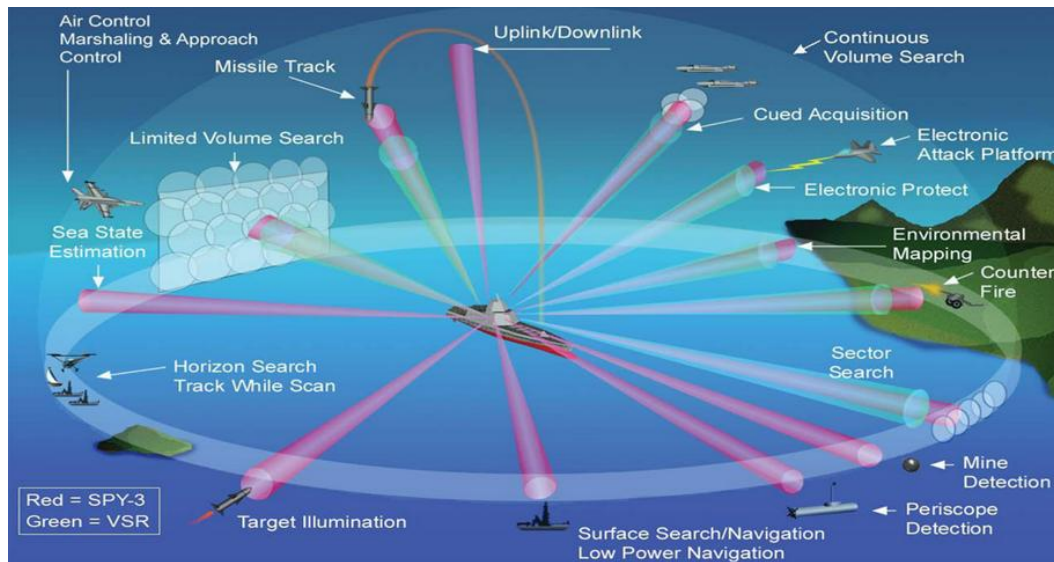 Air Control
Marshaling & Approach
Control
Uplink/Downlink
Continuous
Volume Search
Missile Track
Limited Volume Search
Cued Acquisition
Electronic
Attack Platform
Electronic Protect
Sea State
Estimation
Environmental
Mapping
Counter
Fire
Horizon Search
Track While Scan
Sector
Search
Mine
Detection
Red = SPY-3
Green = VSR
Target Illumination
Periscope
Detection
Surface Search/Navigation
Low Power Navigation